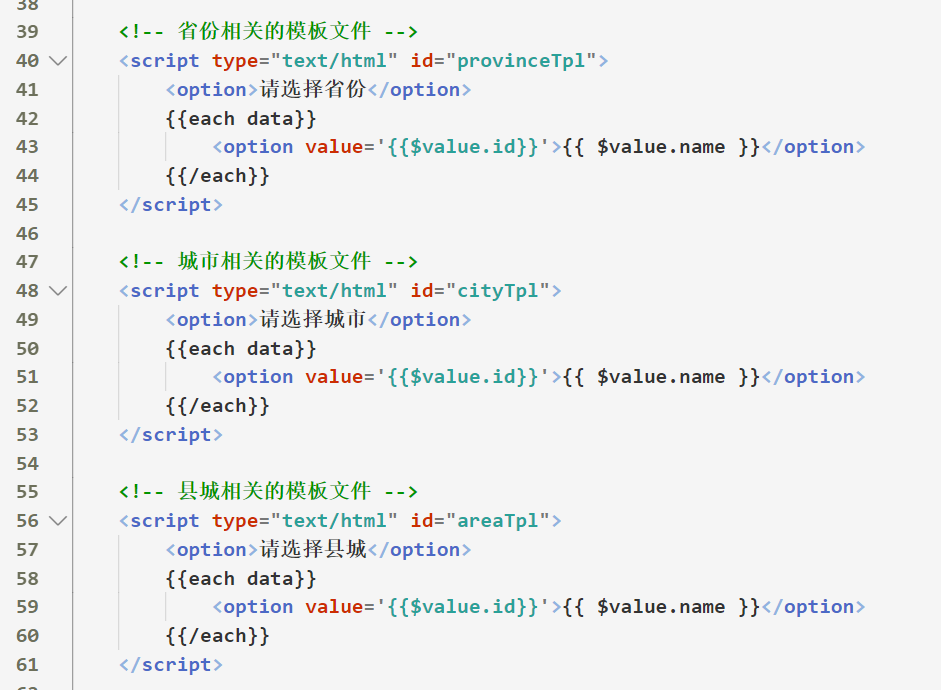 38
39 <!-- 省份相关的模板文件 -->
40 <script type="text/html" id="provinceTpl">
41 <option>请选择省份</option>
42 {{each data}}
43 <option value='{{$value.id}}'>{{ $value.name }}</option>
44 {{/each}}
45 </script>
46
47 <!-- 城市相关的模板文件 -->
48 <script type="text/html" id="cityTpl">
49 <option>请选择城市</option>
50 {{each data}}
51 <option value='{{$value.id}}'>{{ $value.name }}</option>
52 {{/each}}
53 </script>
54
55 <!-- 县城相关的模板文件 -->
56 <script type="text/html" id="areaTpl">
57 <option>请选择县城</option>
58 {{each data}}
59 <option value='{{$value.id}}'>{{ $value.name }}</option>
60 {{/each}}
61 </script>